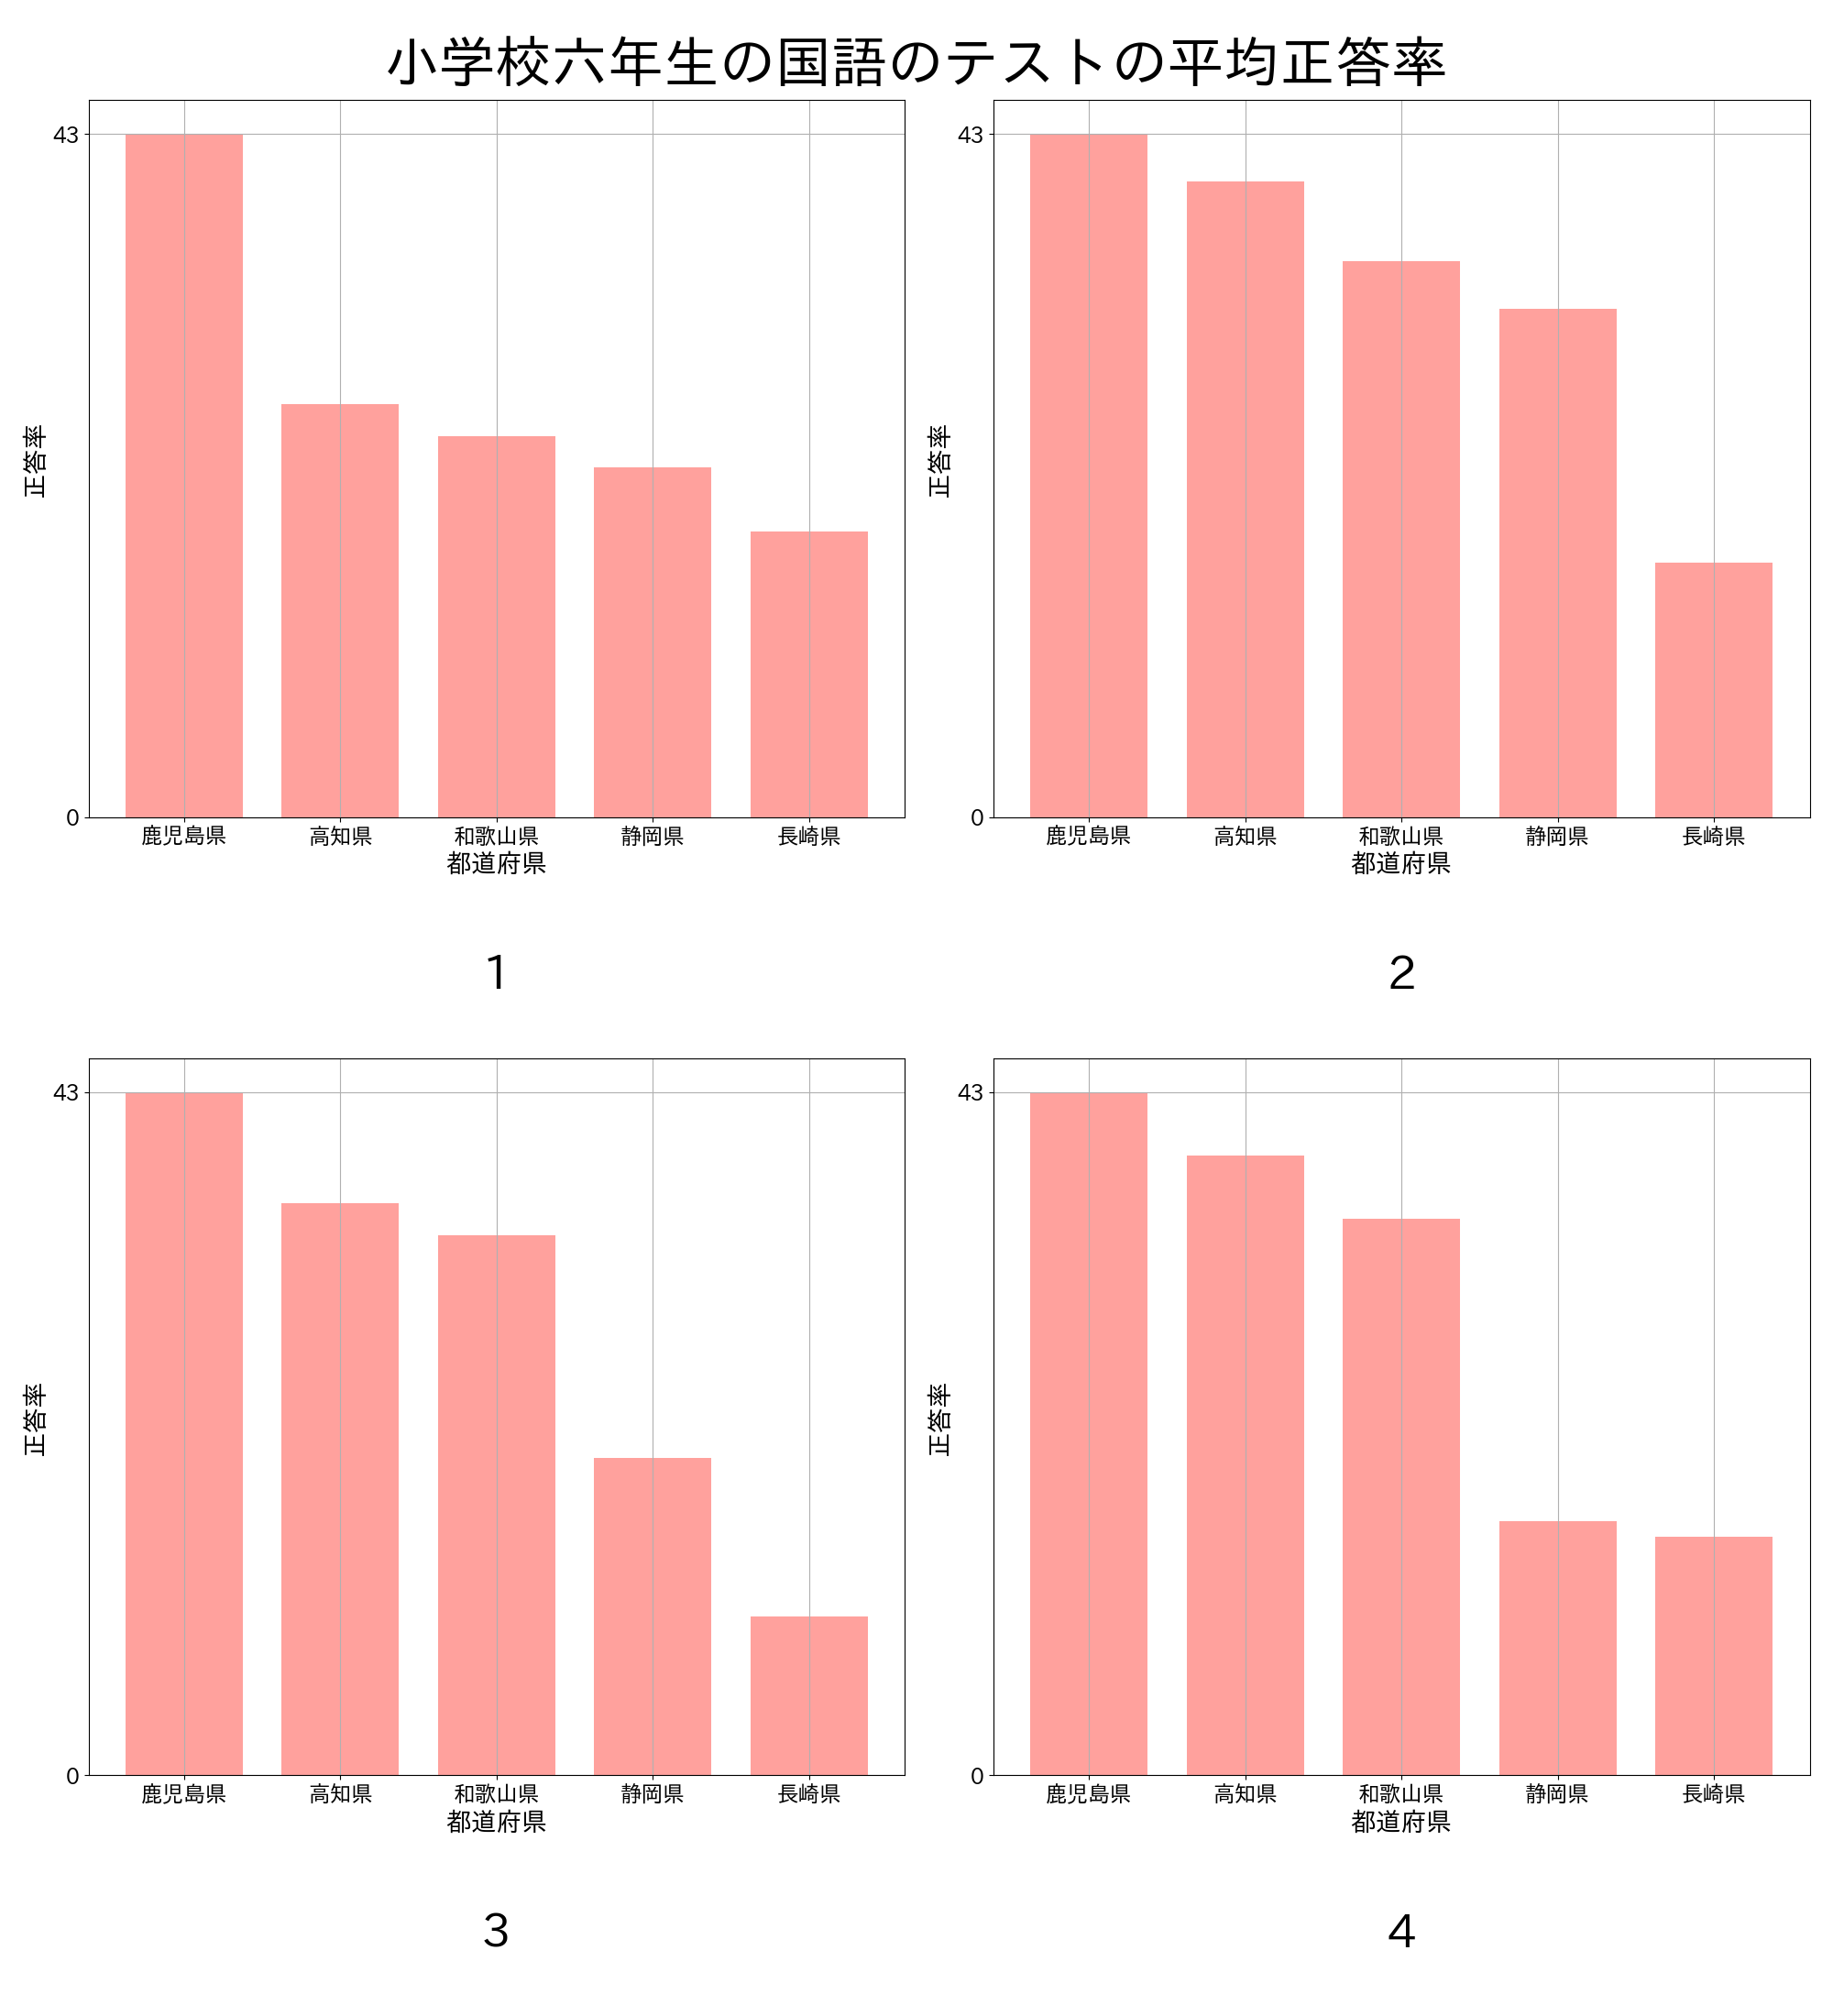 小学校六年生の国語のテストの平均正答率
43
0
正答率
鹿児島県 高知県 和歌山県 静岡県 長崎県
都道府県
1
43
0
正答率
鹿児島県 高知県 和歌山県 静岡県 長崎県
都道府県
2
43
0
正答率
鹿児島県 高知県 和歌山県 静岡県 長崎県
都道府県
3
43
0
正答率
鹿児島県 高知県 和歌山県 静岡県 長崎県
都道府県
4